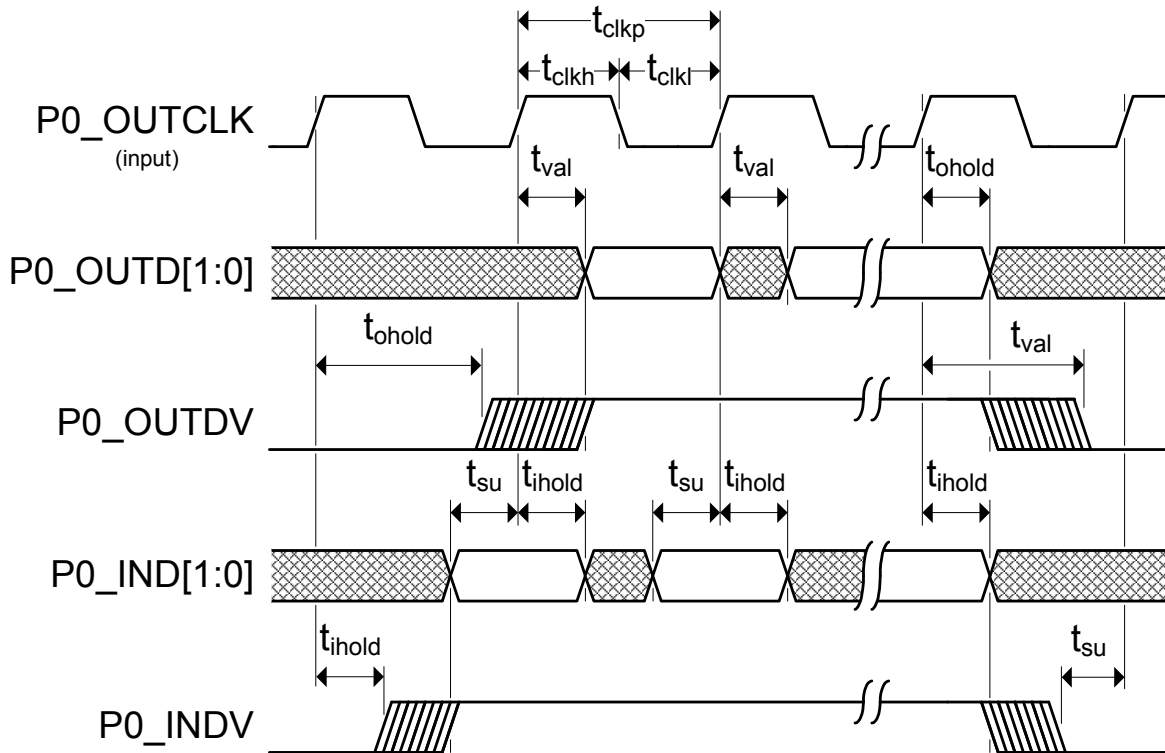 tclkp
tclkh tclkl
P0_OUTCLK
(input)
tval tval tohold
P0_OUTD[1:0]
tohold tval
P0_OUTDV
tsu tihold tsu tihold tihold
P0_IND[1:0]
tihold tsu
P0_INDV